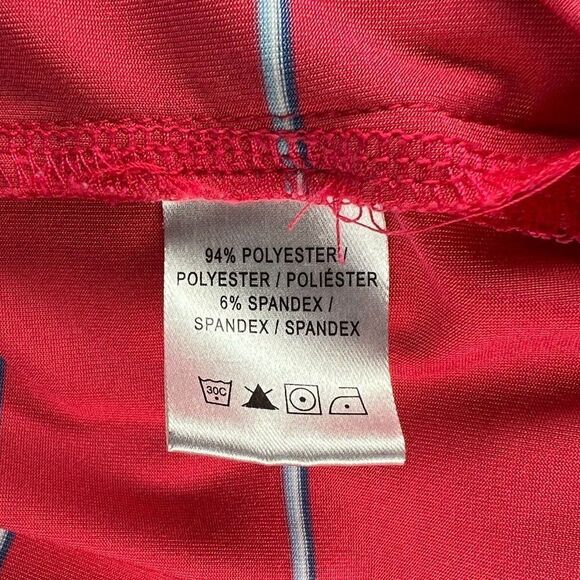 94% POLYESTER /
POLYESTER / POLIÉSTER
6% SPANDEX /
SPANDEX / SPANDEX
30C